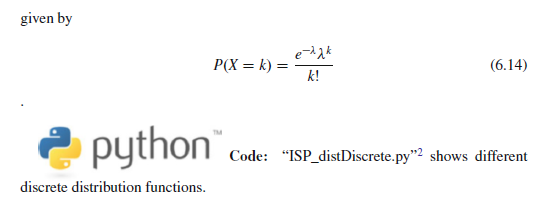 given by
P(X = k) = e^{-λ}λ^k / k! (6.14)
.
python™ Code: “ISP_distDiscrete.py”² shows different
discrete distribution functions.